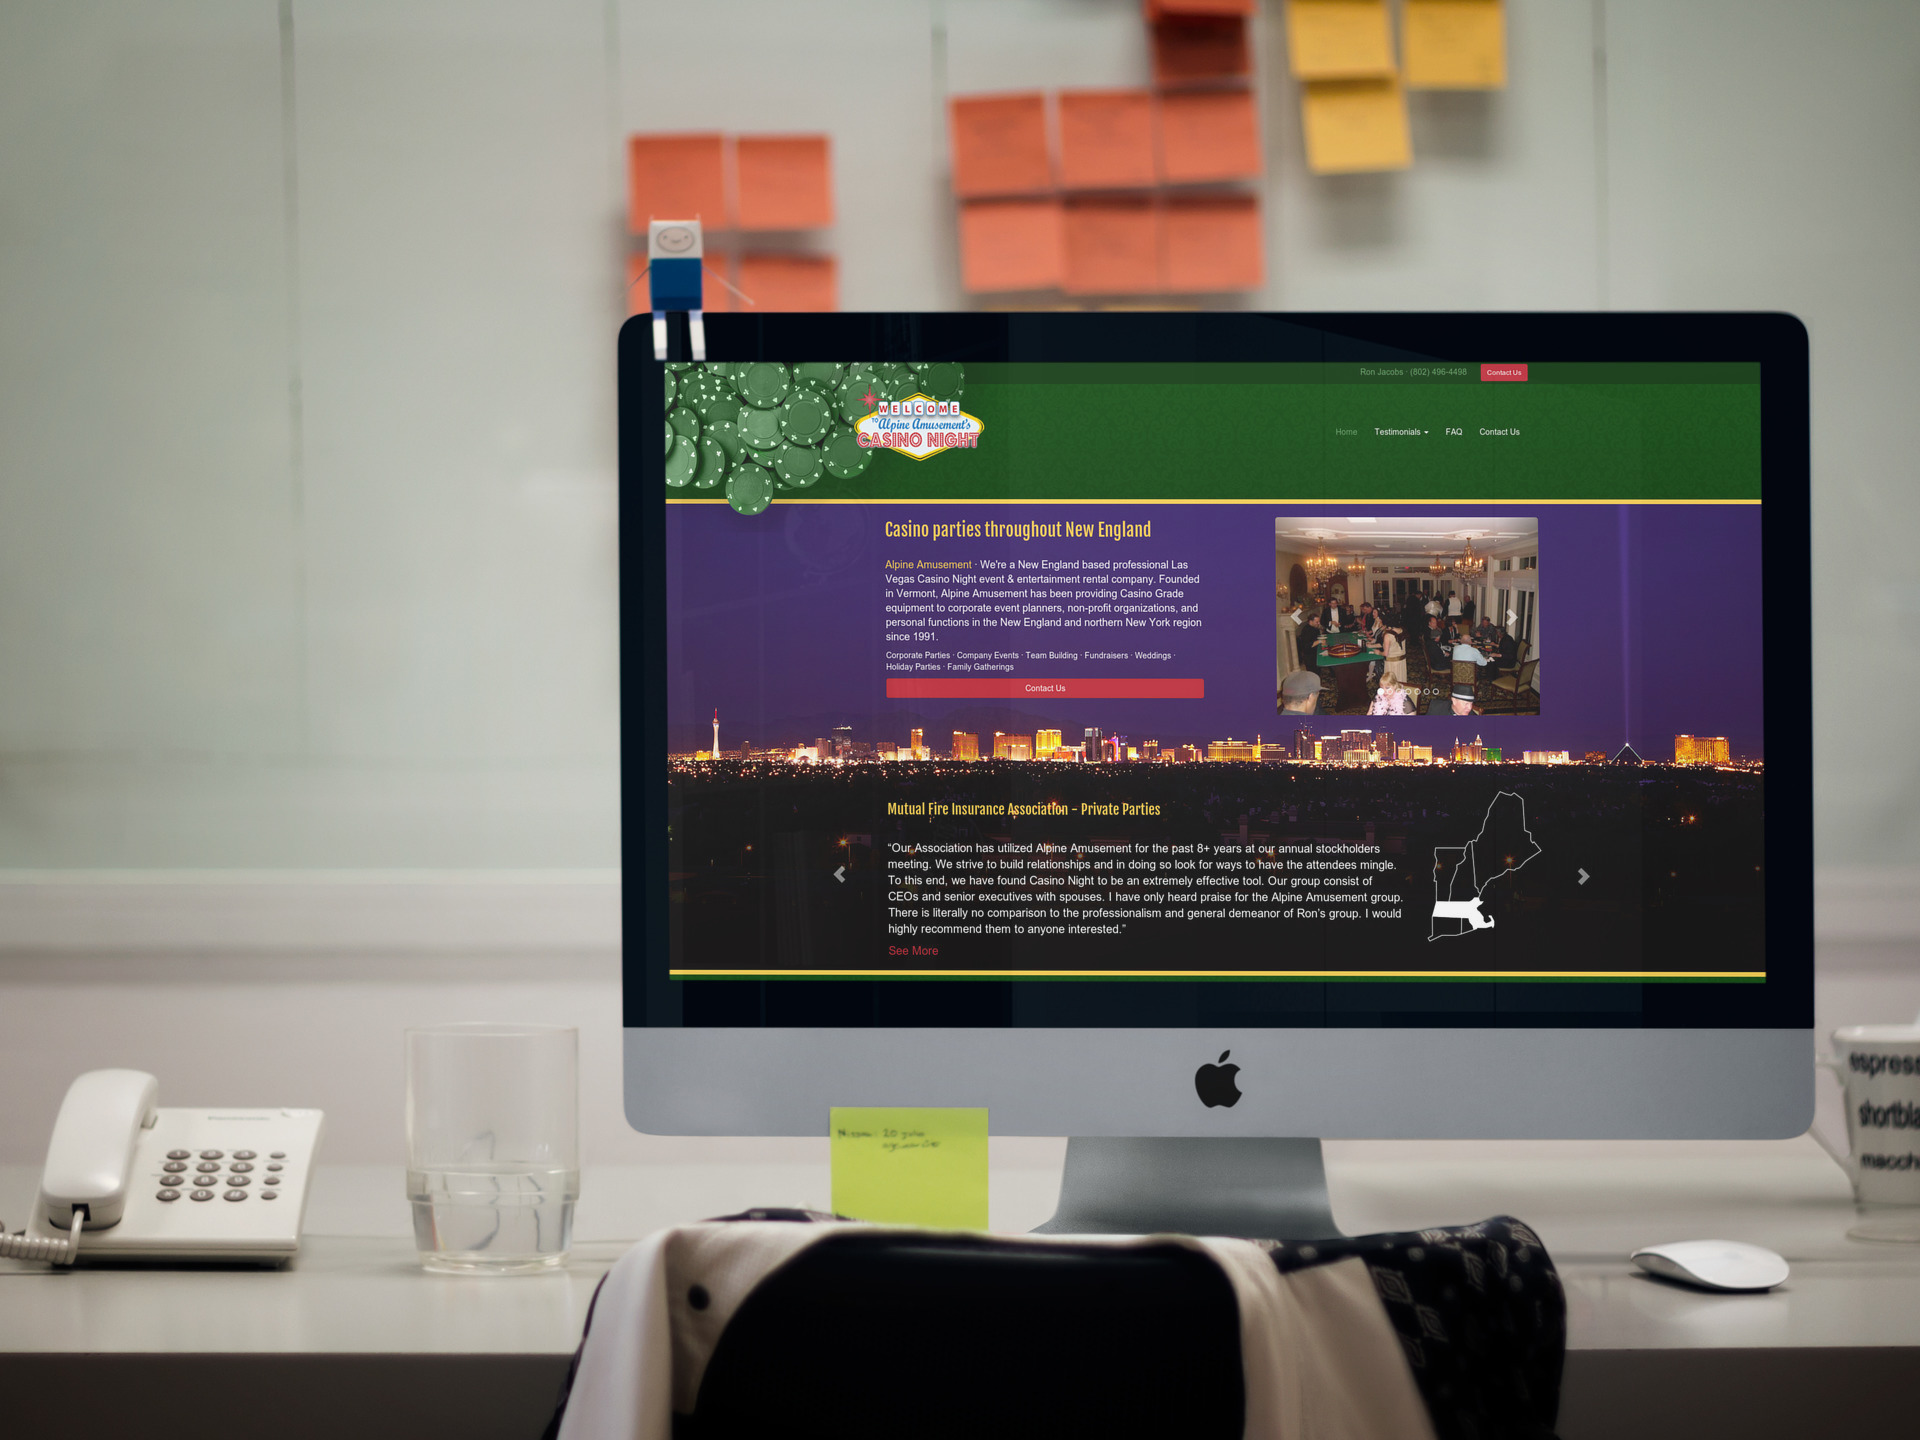 Ron Jacobs · (802) 496-4498
Contact Us
WELCOME
TO Alpine Amusement's
CASINO NIGHT
Home
Testimonials
FAQ
Contact Us
Casino parties throughout New England
Alpine Amusement · We're a New England based professional Las
Vegas Casino Night event & entertainment rental company. Founded
in Vermont, Alpine Amusement has been providing Casino Grade
equipment to corporate event planners, non-profit organizations, and
personal functions in the New England and northern New York region
since 1991.
Corporate Parties · Company Events · Team Building · Fundraisers · Weddings ·
Holiday Parties · Family Gatherings
Contact Us
Mutual Fire Insurance Association - Private Parties
“Our Association has utilized Alpine Amusement for the past 8+ years at our annual stockholders
meeting. We strive to build relationships and in doing so look for ways to have the attendees mingle.
To this end, we have found Casino Night to be an extremely effective tool. Our group consist of
CEOs and senior executives with spouses. I have only heard praise for the Alpine Amusement group.
There is literally no comparison to the professionalism and general demeanor of Ron's group. I would
highly recommend them to anyone interested.”
See More
20
espress
shortbla
macch